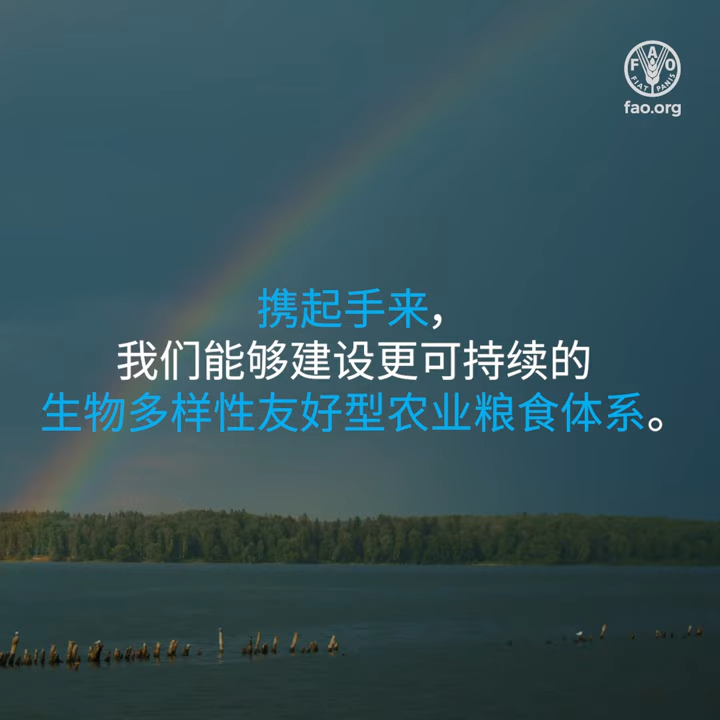 F A O
FIAT PANIS
fao.org
携起手来,
我们能够建设更可持续的
生物多样性友好型农业粮食体系。